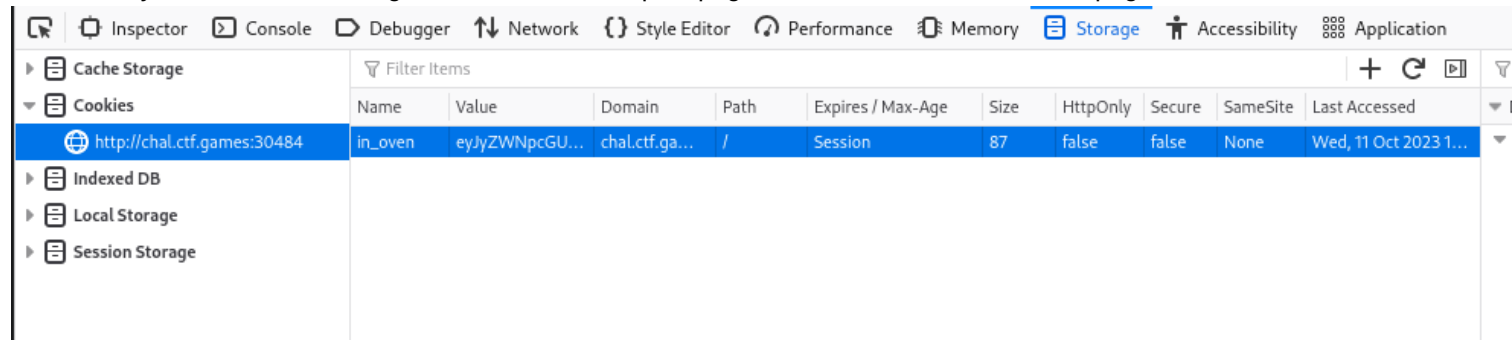 Inspector Console Debugger Network {} Style Editor Performance Memory Storage Accessibility Application
Cache Storage
Filter Items
Cookies
Name Value Domain Path Expires / Max-Age Size HttpOnly Secure SameSite Last Accessed
http://chal.ctf.games:30484
in_oven eyJyZWNpcGU... chal.ctf.ga... / Session 87 false false None Wed, 11 Oct 2023 1...
Indexed DB
Local Storage
Session Storage